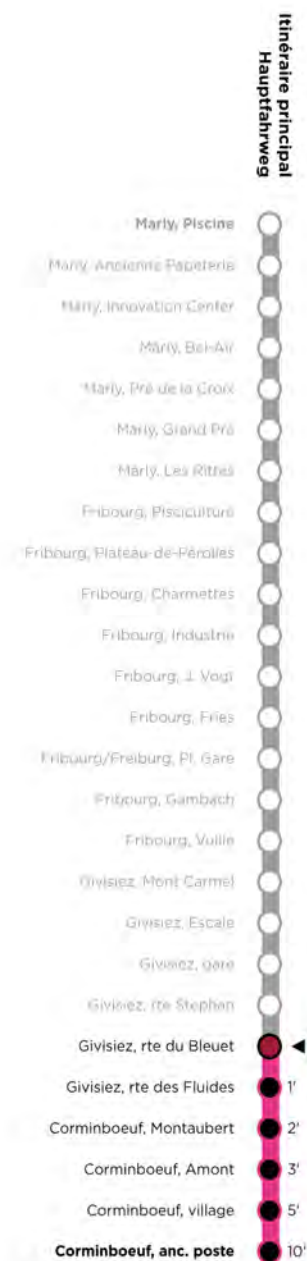 Itinéraire principal
Hauptfahrweg
Marly, Piscine
Marly, Ancienne Papeterie
Marly, Innovation Center
Marly, Bel-Air
Marly, Pré de la Croix
Marly, Grand Pré
Marly, Les Rittes
Fribourg, Pisciculture
Fribourg, Plateau-de-Pérolles
Fribourg, Charmettes
Fribourg, Industrie
Fribourg, J. Vogt
Fribourg, Fries
Fribourg/Freiburg, Pl. Gare
Fribourg, Gambach
Fribourg, Vuille
Givisiez, Mont Carmel
Givisiez, Escale
Givisiez, gare
Givisiez, rte Stephan
Givisiez, rte du Bleuet
Givisiez, rte des Fluides 1'
Corminboeuf, Montaubert 2'
Corminboeuf, Amont 3'
Corminboeuf, village 5'
Corminboeuf, anc. poste 10'